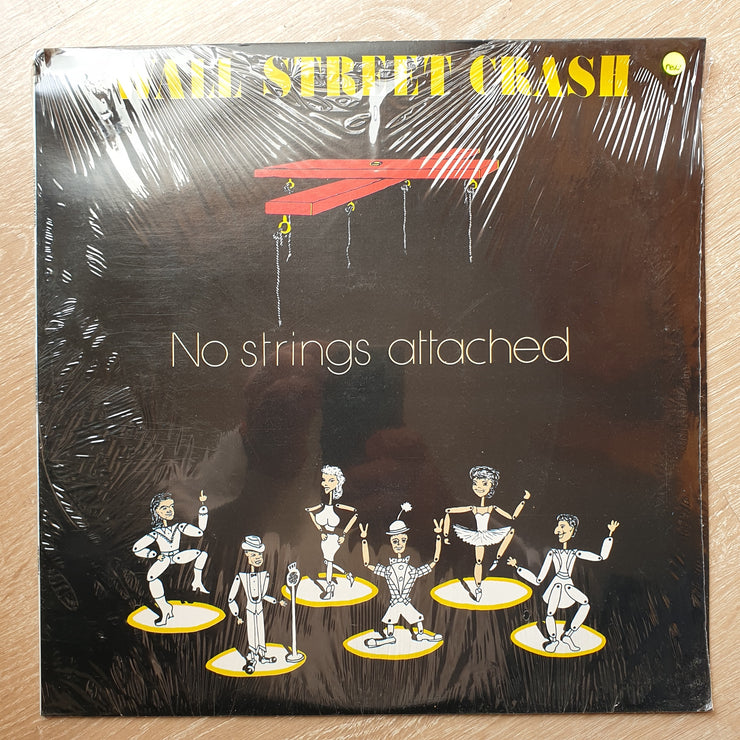 WALL STREET CRASH
No strings attached